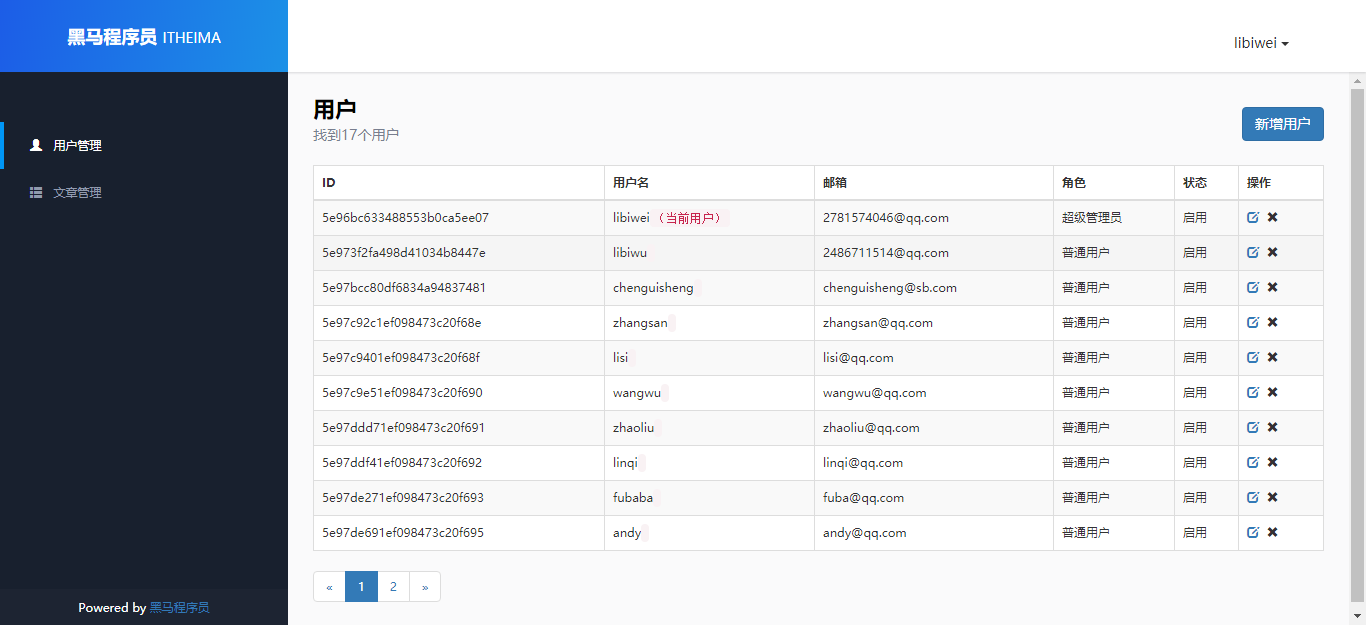 黑马程序员 ITHEIMA
libiwei
用户管理
文章管理
用户
找到17个用户
新增用户
ID 用户名 邮箱 角色 状态 操作
5e96bc633488553b0ca5ee07 libiwei（当前用户） 2781574046@qq.com 超级管理员 启用
5e973f2fa498d41034b8447e libiwu 2486711514@qq.com 普通用户 启用
5e97bcc80df6834a94837481 chenguisheng chenguisheng@sb.com 普通用户 启用
5e97c92c1ef098473c20f68e zhangsan zhangsan@qq.com 普通用户 启用
5e97c9401ef098473c20f68f lisi lisi@qq.com 普通用户 启用
5e97c9e51ef098473c20f690 wangwu wangwu@qq.com 普通用户 启用
5e97ddd71ef098473c20f691 zhaoliu zhaoliu@qq.com 普通用户 启用
5e97ddf41ef098473c20f692 linqi linqi@qq.com 普通用户 启用
5e97de271ef098473c20f693 fubaba fuba@qq.com 普通用户 启用
5e97de691ef098473c20f695 andy andy@qq.com 普通用户 启用
« 1 2 »
Powered by 黑马程序员